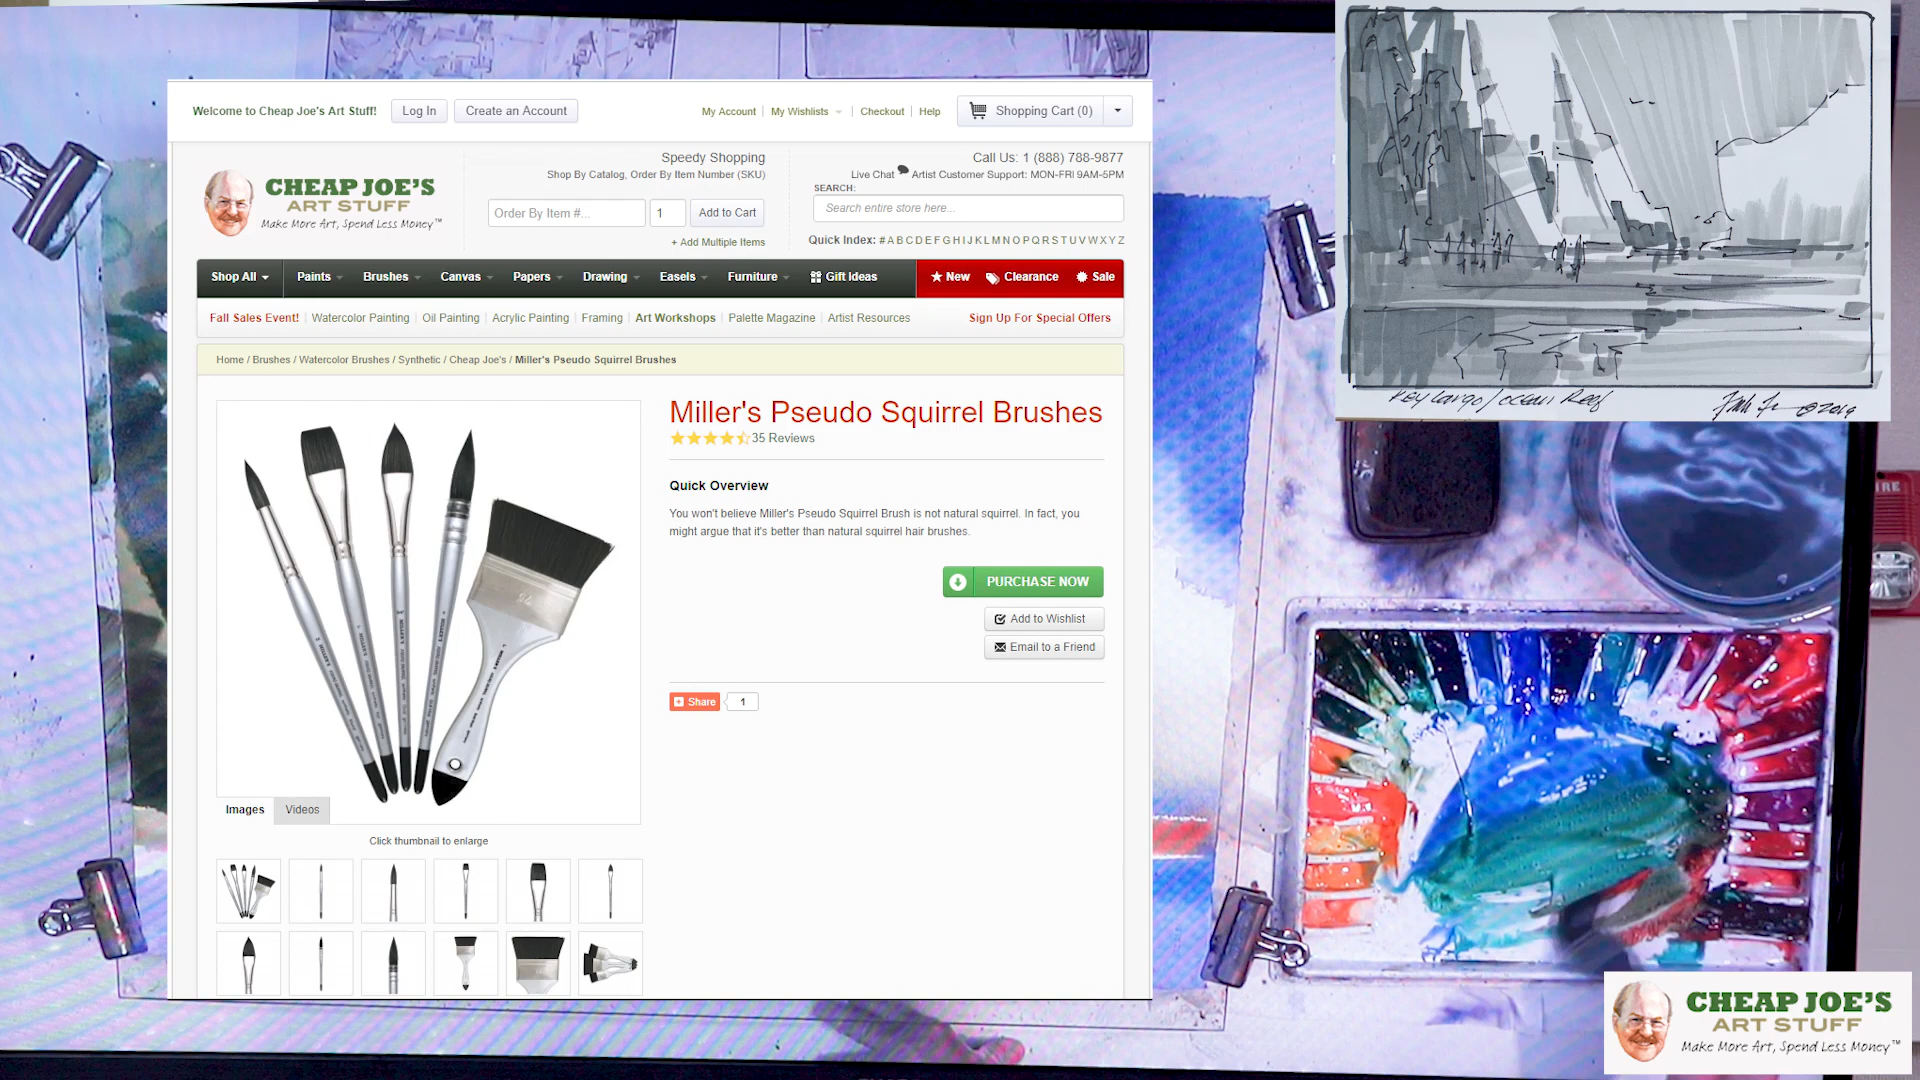 Welcome to Cheap Joe's Art Stuff! Log In Create an Account My Account My Wishlists Checkout Help Shopping Cart (0)
Speedy Shopping
Shop By Catalog, Order By Item Number (SKU)
Order By Item #... 1 Add to Cart
+ Add Multiple Items
Call Us: 1 (888) 788-9877
Live Chat Artist Customer Support: MON-FRI 9AM-5PM
SEARCH:
Search entire store here...
Quick Index: # A B C D E F G H I J K L M N O P Q R S T U V W X Y Z
CHEAP JOE'S
ART STUFF
Make More Art, Spend Less Money™
Shop All Paints Brushes Canvas Papers Drawing Easels Furniture Gift Ideas New Clearance Sale
Fall Sales Event! Watercolor Painting Oil Painting Acrylic Painting Framing Art Workshops Palette Magazine Artist Resources Sign Up For Special Offers
Home / Brushes / Watercolor Brushes / Synthetic / Cheap Joe's / Miller's Pseudo Squirrel Brushes
Miller's Pseudo Squirrel Brushes
35 Reviews
Quick Overview
You won't believe Miller's Pseudo Squirrel Brush is not natural squirrel. In fact, you
might argue that it's better than natural squirrel hair brushes.
PURCHASE NOW
Add to Wishlist
Email to a Friend
Share 1
Images Videos
Click thumbnail to enlarge
Key Largo/Ocean Reef
©2019
CHEAP JOE'S
ART STUFF
Make More Art, Spend Less Money™